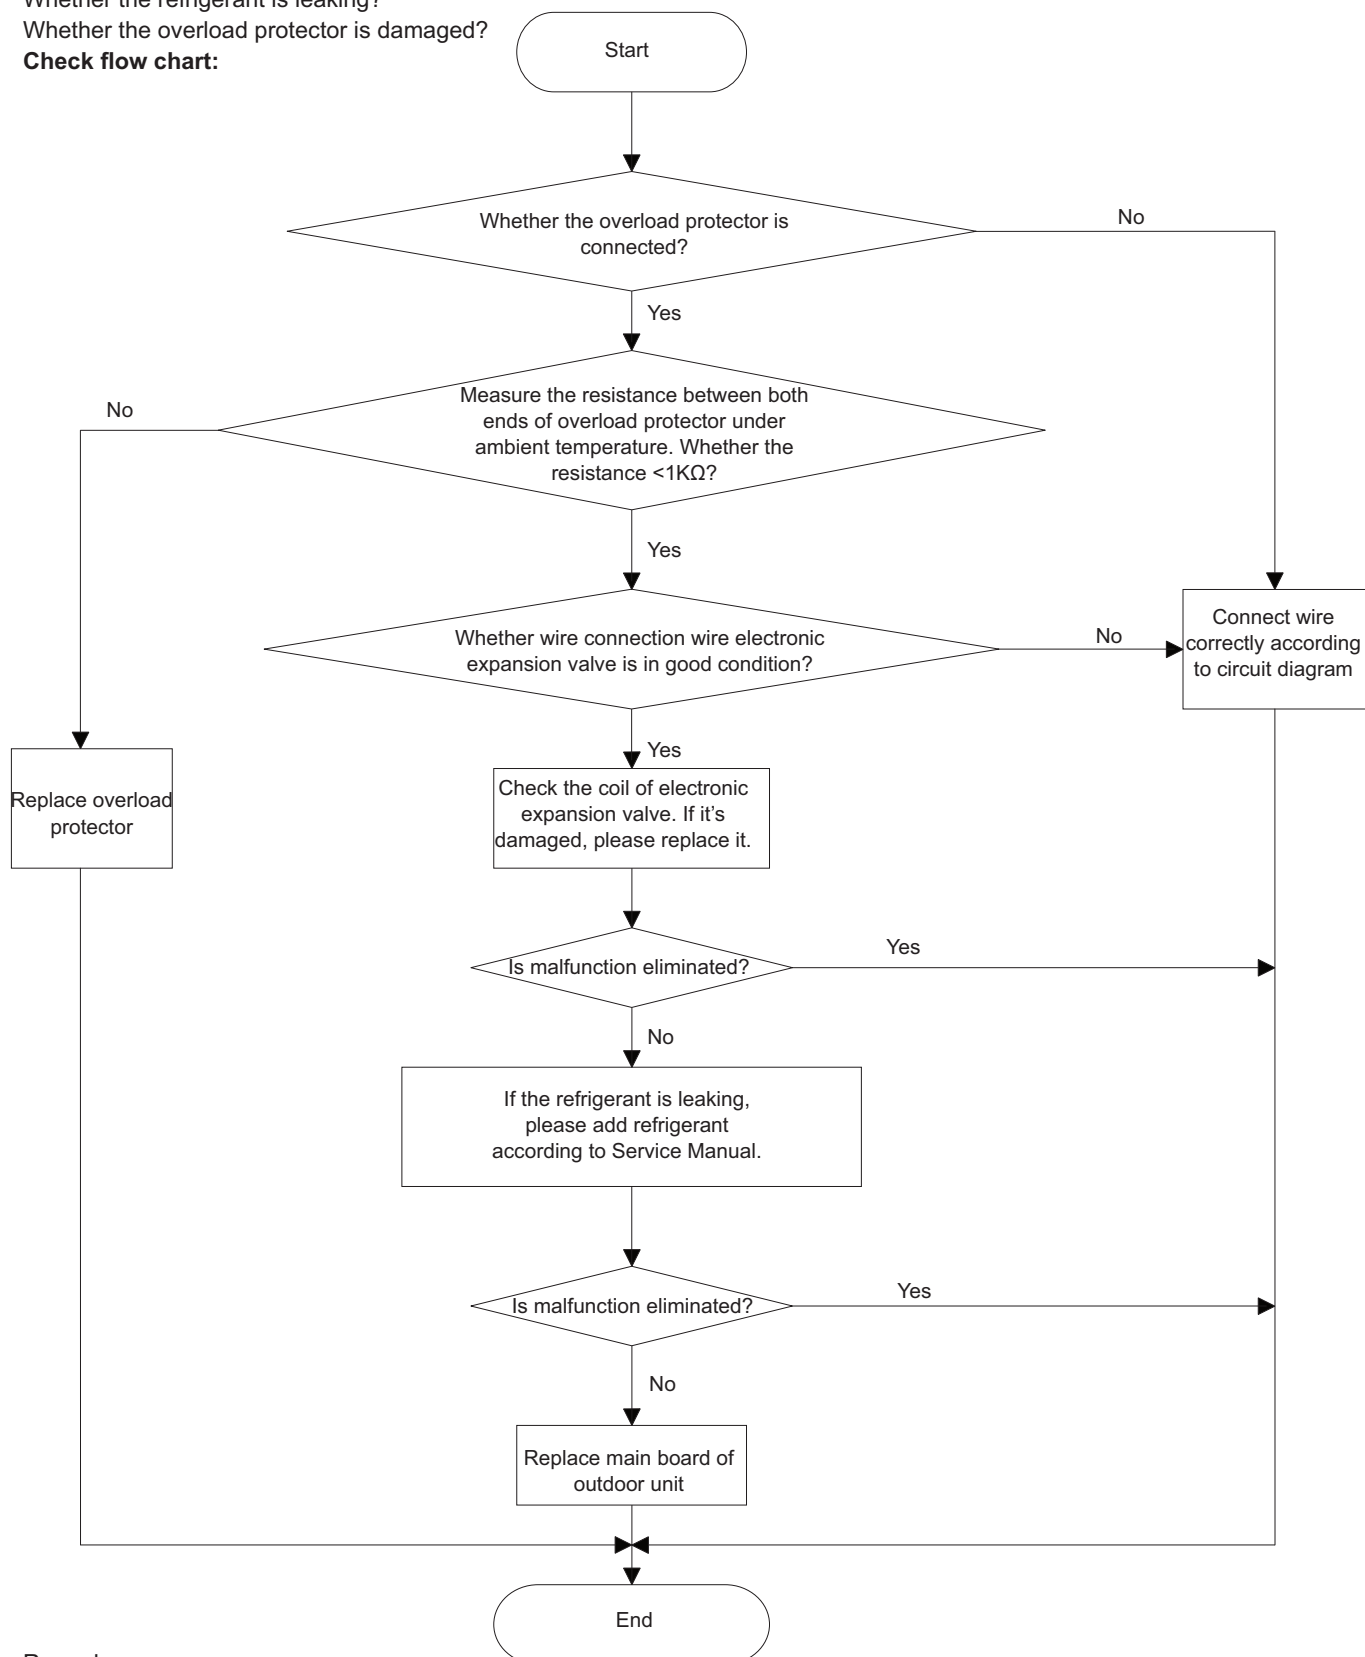 Whether the refrigerant is leaking?
Whether the overload protector is damaged?
Check flow chart:
Start
Whether the overload protector is
connected?
No
Yes
Measure the resistance between both
ends of overload protector under
ambient temperature. Whether the
resistance <1KΩ?
No
Yes
Whether wire connection wire electronic
expansion valve is in good condition?
No
Connect wire
correctly according
to circuit diagram
Yes
Replace overload
protector
Check the coil of electronic
expansion valve. If it’s
damaged, please replace it.
Is malfunction eliminated?
Yes
No
If the refrigerant is leaking,
please add refrigerant
according to Service Manual.
Is malfunction eliminated?
Yes
No
Replace main board of
outdoor unit
End